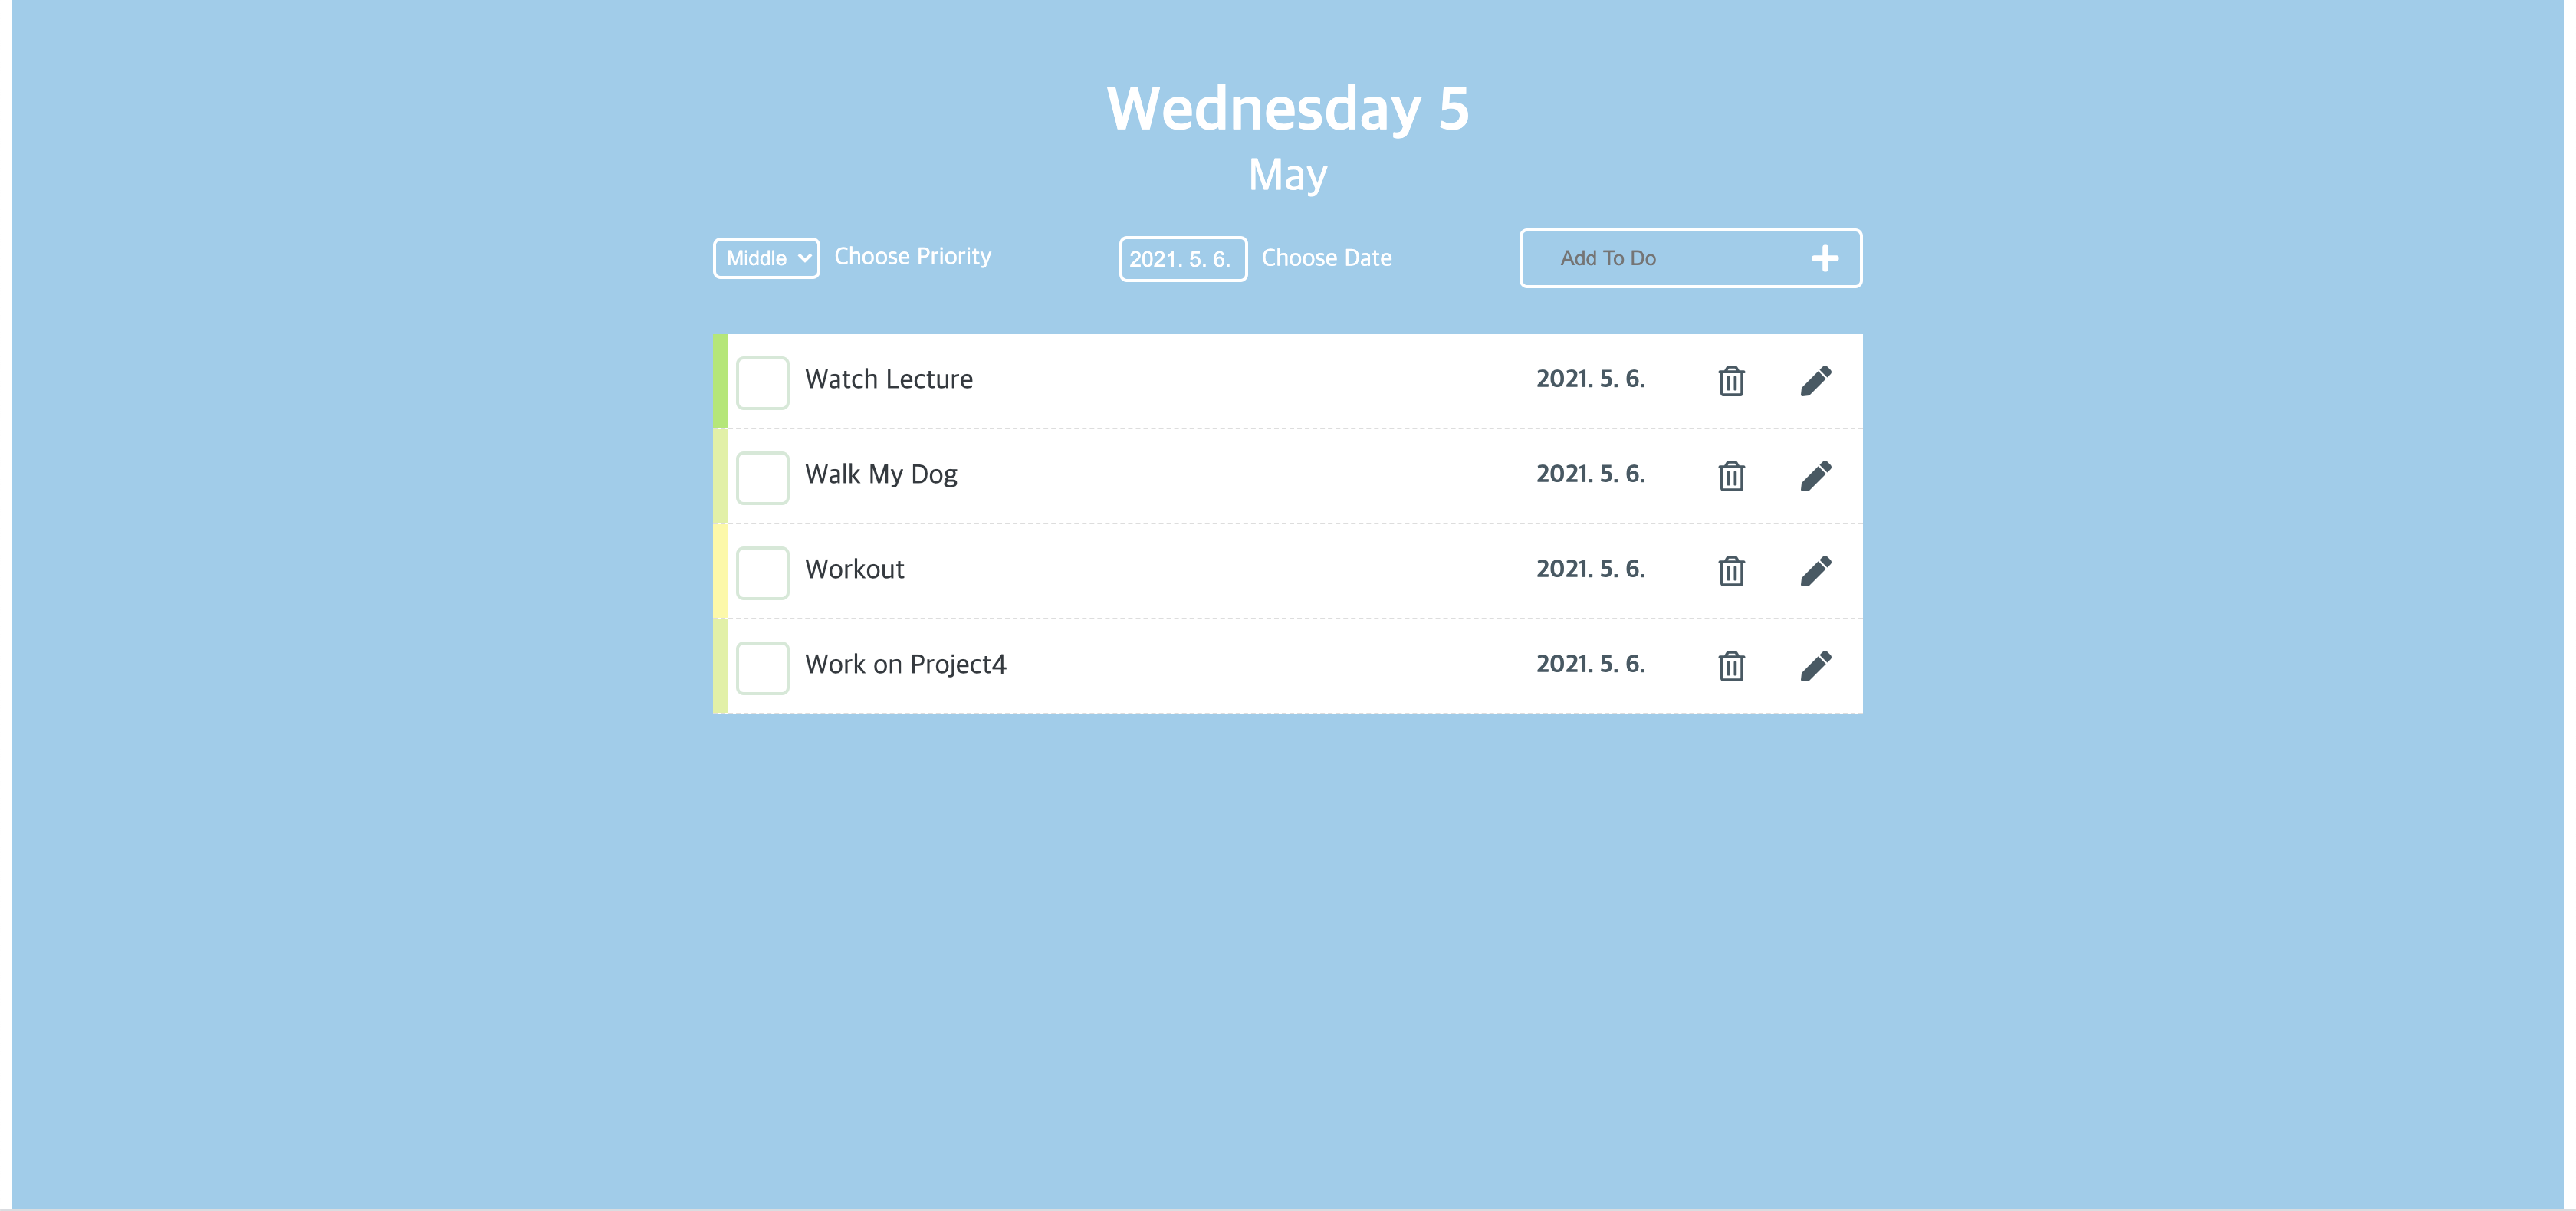 Wednesday 5
May
Middle Choose Priority 2021. 5. 6. Choose Date Add To Do
Watch Lecture 2021. 5. 6.
Walk My Dog 2021. 5. 6.
Workout 2021. 5. 6.
Work on Project4 2021. 5. 6.